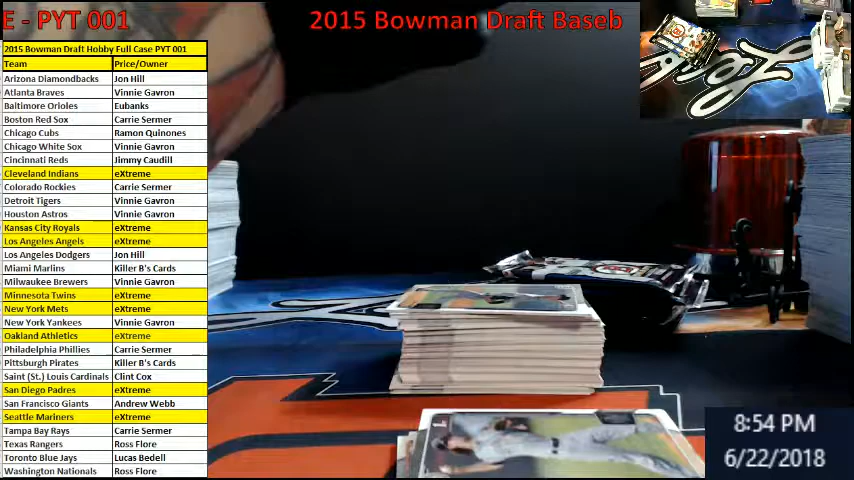 E - PYT 001
2015 Bowman Draft Baseb
2015 Bowman Draft Hobby Full Case PYT 001
Team Price/Owner
Arizona Diamondbacks Jon Hill
Atlanta Braves Vinnie Gavron
Baltimore Orioles Eubanks
Boston Red Sox Carrie Sermer
Chicago Cubs Ramon Quinones
Chicago White Sox Vinnie Gavron
Cincinnati Reds Jimmy Caudill
Cleveland Indians eXtreme
Colorado Rockies Carrie Sermer
Detroit Tigers Vinnie Gavron
Houston Astros Vinnie Gavron
Kansas City Royals eXtreme
Los Angeles Angels eXtreme
Los Angeles Dodgers Jon Hill
Miami Marlins Killer B's Cards
Milwaukee Brewers Vinnie Gavron
Minnesota Twins eXtreme
New York Mets eXtreme
New York Yankees Vinnie Gavron
Oakland Athletics eXtreme
Philadelphia Phillies Carrie Sermer
Pittsburgh Pirates Killer B's Cards
Saint (St.) Louis Cardinals Clint Cox
San Diego Padres eXtreme
San Francisco Giants Andrew Webb
Seattle Mariners eXtreme
Tampa Bay Rays Carrie Sermer
Texas Rangers Ross Flore
Toronto Blue Jays Lucas Bedell
Washington Nationals Ross Flore
8:54 PM
6/22/2018